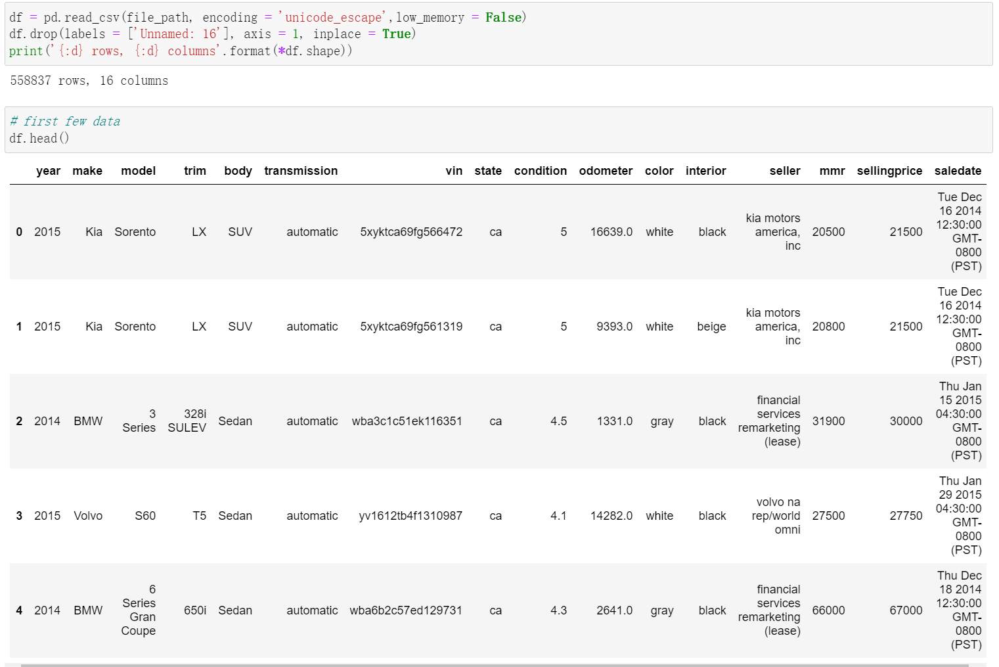 df = pd.read_csv(file_path, encoding = 'unicode_escape',low_memory = False)
df.drop(labels = ['Unnamed: 16'], axis = 1, inplace = True)
print('{:d} rows, {:d} columns'.format(*df.shape))
558837 rows, 16 columns
# first few data
df.head()
year make model trim body transmission vin state condition odometer color interior seller mmr sellingprice saledate
0 2015 Kia Sorento LX SUV automatic 5xyktca69fg566472 ca 5 16639.0 white black kia motors america, inc 20500 21500 Tue Dec 16 2014 12:30:00 GMT-0800 (PST)
1 2015 Kia Sorento LX SUV automatic 5xyktca69fg561319 ca 5 9393.0 white beige kia motors america, inc 20800 21500 Tue Dec 16 2014 12:30:00 GMT-0800 (PST)
2 2014 BMW 3 Series 328i SULEV Sedan automatic wba3c1c51ek116351 ca 4.5 1331.0 gray black financial services remarketing (lease) 31900 30000 Thu Jan 15 2015 04:30:00 GMT-0800 (PST)
3 2015 Volvo S60 T5 Sedan automatic yv1612tb4f1310987 ca 4.1 14282.0 white black volvo na rep/world omni 27500 27750 Thu Jan 29 2015 04:30:00 GMT-0800 (PST)
4 2014 BMW 6 Series Gran Coupe 650i Sedan automatic wba6b2c57ed129731 ca 4.3 2641.0 gray black financial services remarketing (lease) 66000 67000 Thu Dec 18 2014 12:30:00 GMT-0800 (PST)